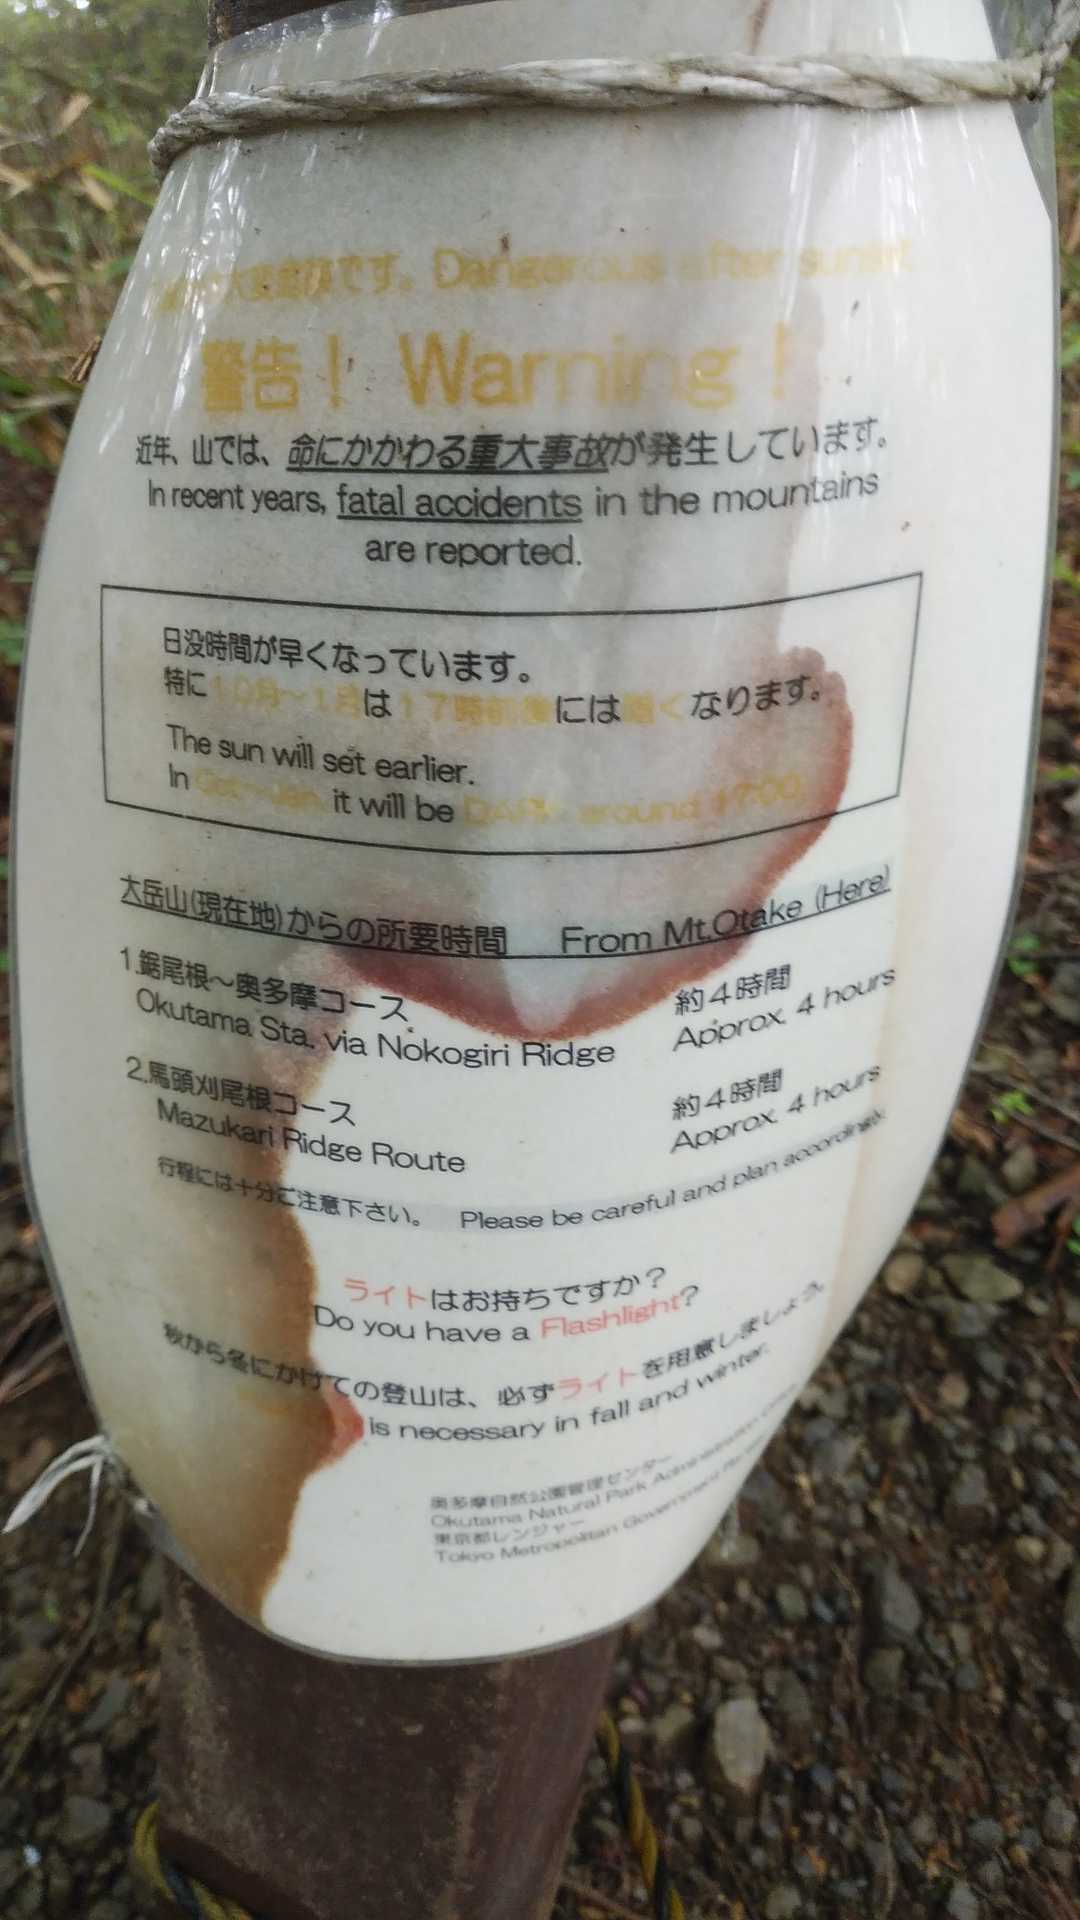 大変危険です。Dangerous after sunset
警告！ Warning！
近年、山では、命にかかわる重大事故が発生しています。
In recent years, fatal accidents in the mountains
are reported.
日没時間が早くなっています。
特に10月～1月は17時前後には暗くなります。
The sun will set earlier.
In Oct～Jan. it will be DARK around 17:00.
大岳山(現在地)からの所要時間 From Mt.Otake (Here)
1.鋸尾根～奥多摩コース 約4時間
Okutama Sta. via Nokogiri Ridge Approx. 4 hours
2.馬頭刈尾根コース 約4時間
Mazukari Ridge Route Approx. 4 hours
行程には十分ご注意下さい。 Please be careful and plan accordingly.
ライトはお持ちですか？
Do you have a Flashlight?
秋から冬にかけての登山は、必ずライトを用意しましょう。
is necessary in fall and winter.
奥多摩自然公園管理センター
Okutama Natural Park Administration
東京都レンジャー
Tokyo Metropolitan Government